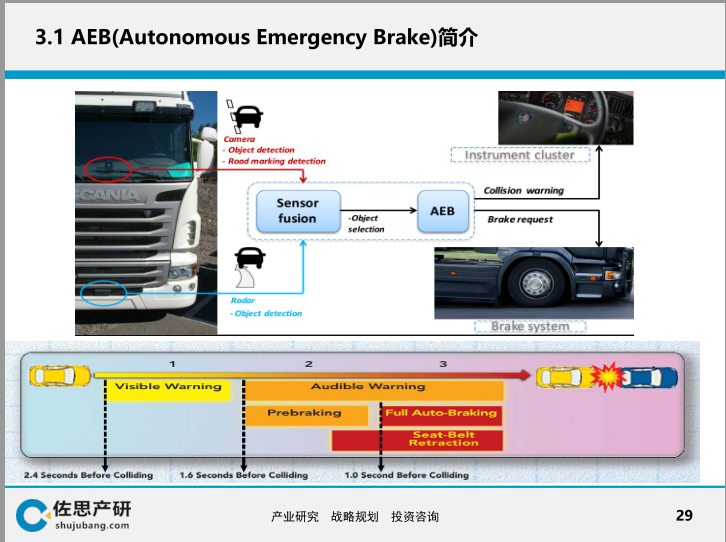 3.1 AEB(Autonomous Emergency Brake)简介
SCANIA
Camera
- Object detection
- Road marking detection
Sensor
fusion
-Object
selection
AEB
Instrument cluster
Collision warning
Brake request
Radar
- Object detection
Brake system
1 2 3
Visible Warning
Audible Warning
Prebraking
Full Auto-Braking
Seat-Belt
Retraction
2.4 Seconds Before Colliding
1.6 Seconds Before Colliding
1.0 Second Before Colliding
佐思产研
shujubang.com
产业研究 战略规划 投资咨询
29